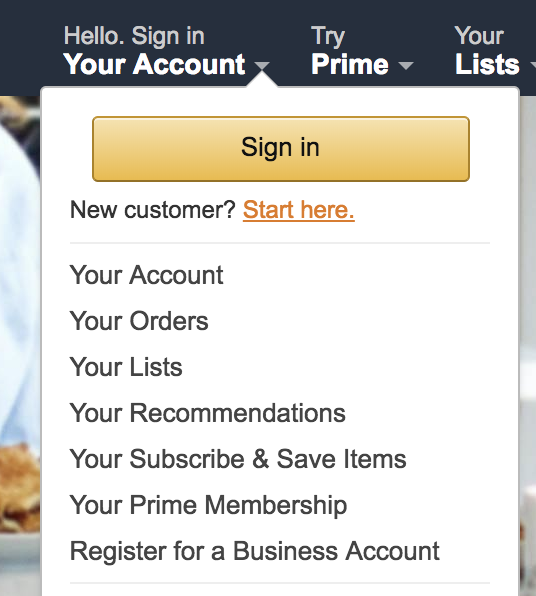 Hello. Sign in
Your Account
Try
Prime
Your
Lists
Sign in
New customer? Start here.
Your Account
Your Orders
Your Lists
Your Recommendations
Your Subscribe & Save Items
Your Prime Membership
Register for a Business Account